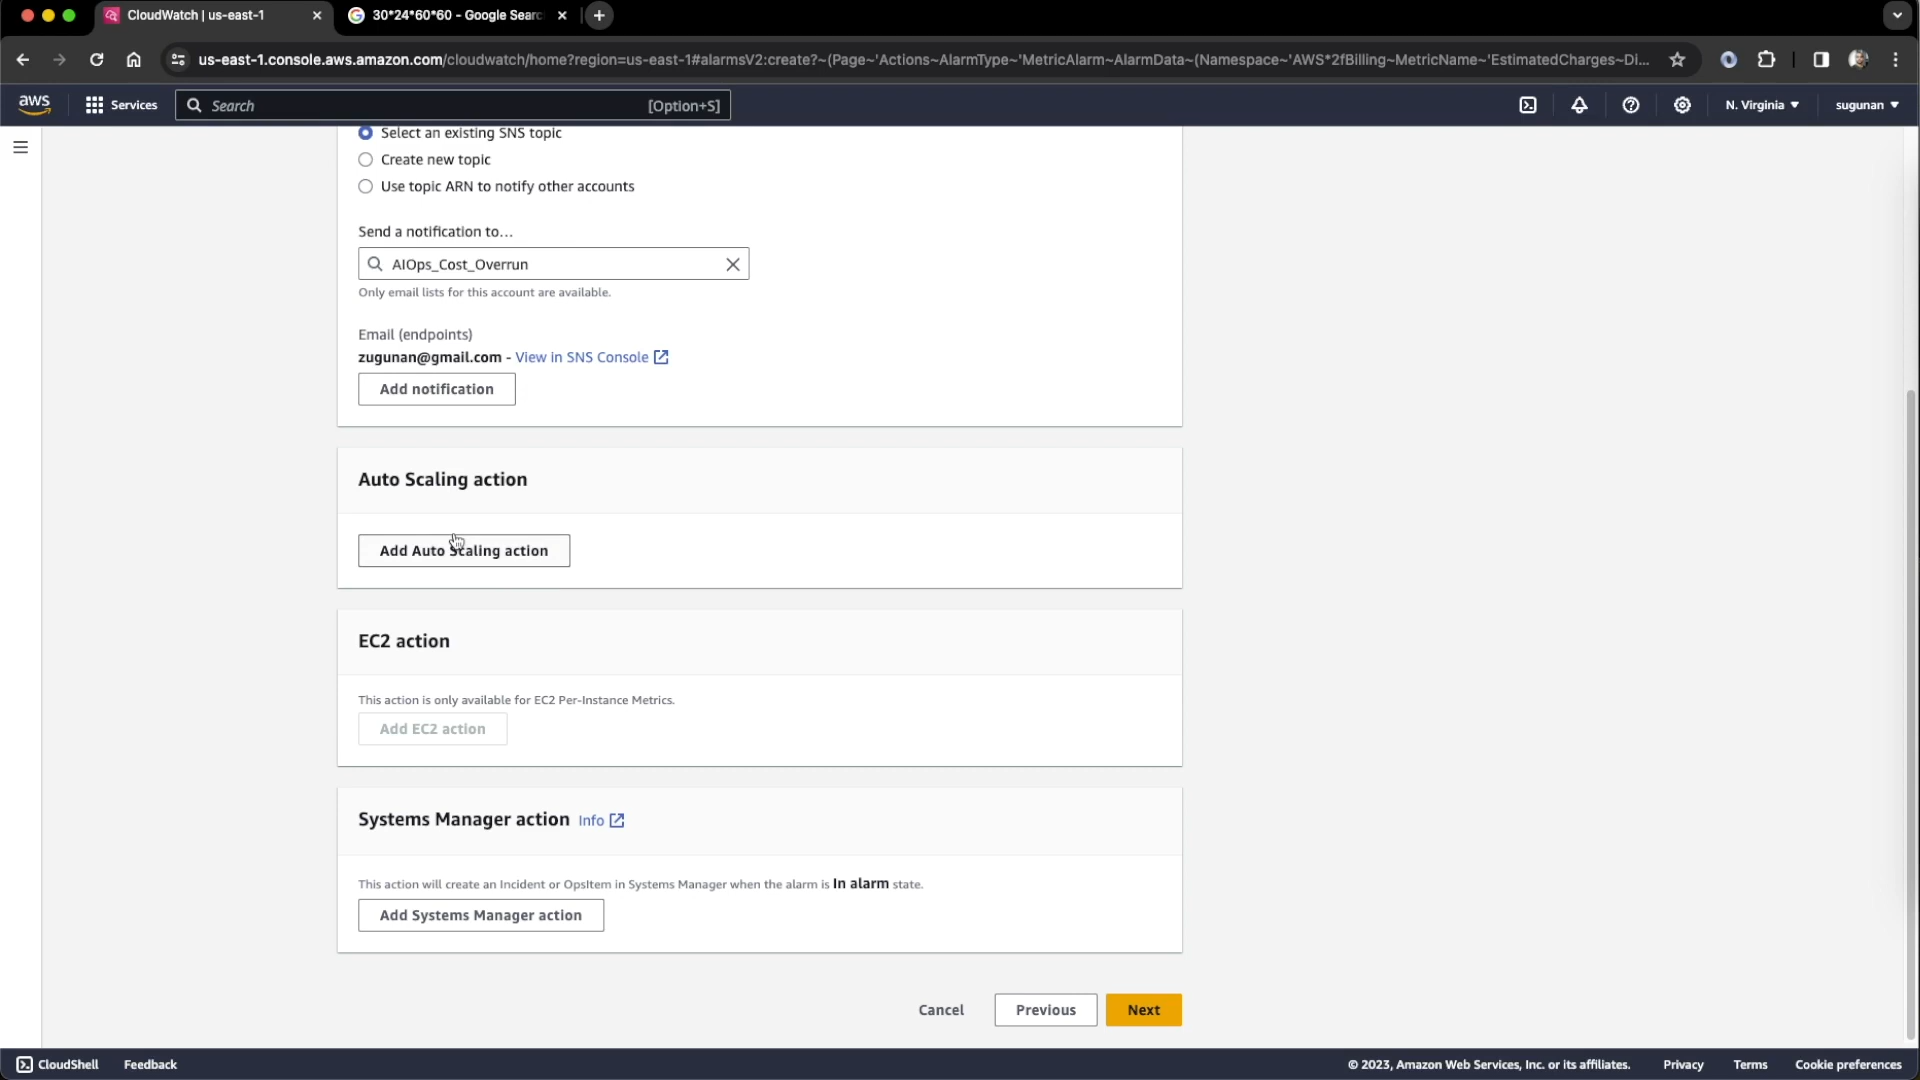 CloudWatch | us-east-1
30*24*60*60 - Google Searc
us-east-1.console.aws.amazon.com/cloudwatch/home?region=us-east-1#alarmsV2:create?~(Page~'Actions~AlarmType~'MetricAlarm~AlarmData~(Namespace~'AWS*2fBilling~MetricName~'EstimatedCharges~Di...
aws
Services
Search
[Option+S]
N. Virginia
sugunan
Select an existing SNS topic
Create new topic
Use topic ARN to notify other accounts
Send a notification to...
AIOps_Cost_Overrun
Only email lists for this account are available.
Email (endpoints)
zugunan@gmail.com - View in SNS Console
Add notification
Auto Scaling action
Add Auto Scaling action
EC2 action
This action is only available for EC2 Per-Instance Metrics.
Add EC2 action
Systems Manager action Info
This action will create an Incident or OpsItem in Systems Manager when the alarm is In alarm state.
Add Systems Manager action
Cancel
Previous
Next
CloudShell
Feedback
© 2023, Amazon Web Services, Inc. or its affiliates.
Privacy
Terms
Cookie preferences